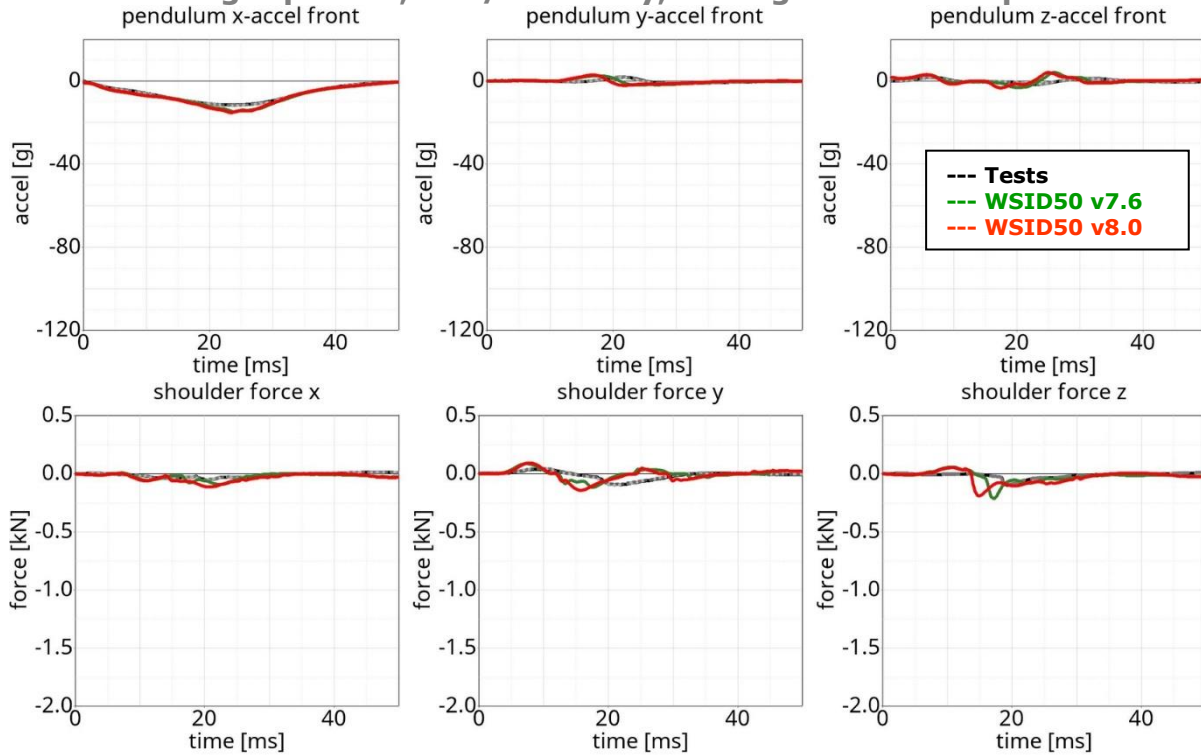 pendulum x-accel front
pendulum y-accel front
pendulum z-accel front
0
-40
-80
-120
accel [g]
0
20
40
time [ms]
0
-40
-80
-120
accel [g]
0
20
40
time [ms]
0
-40
-80
-120
accel [g]
0
20
40
time [ms]
--- Tests
--- WSID50 v7.6
--- WSID50 v8.0
shoulder force x
shoulder force y
shoulder force z
0.5
0.0
-0.5
-1.0
-1.5
-2.0
force [kN]
0
20
40
time [ms]
0.5
0.0
-0.5
-1.0
-1.5
-2.0
force [kN]
0
20
40
time [ms]
0.5
0.0
-0.5
-1.0
-1.5
-2.0
force [kN]
0
20
40
time [ms]